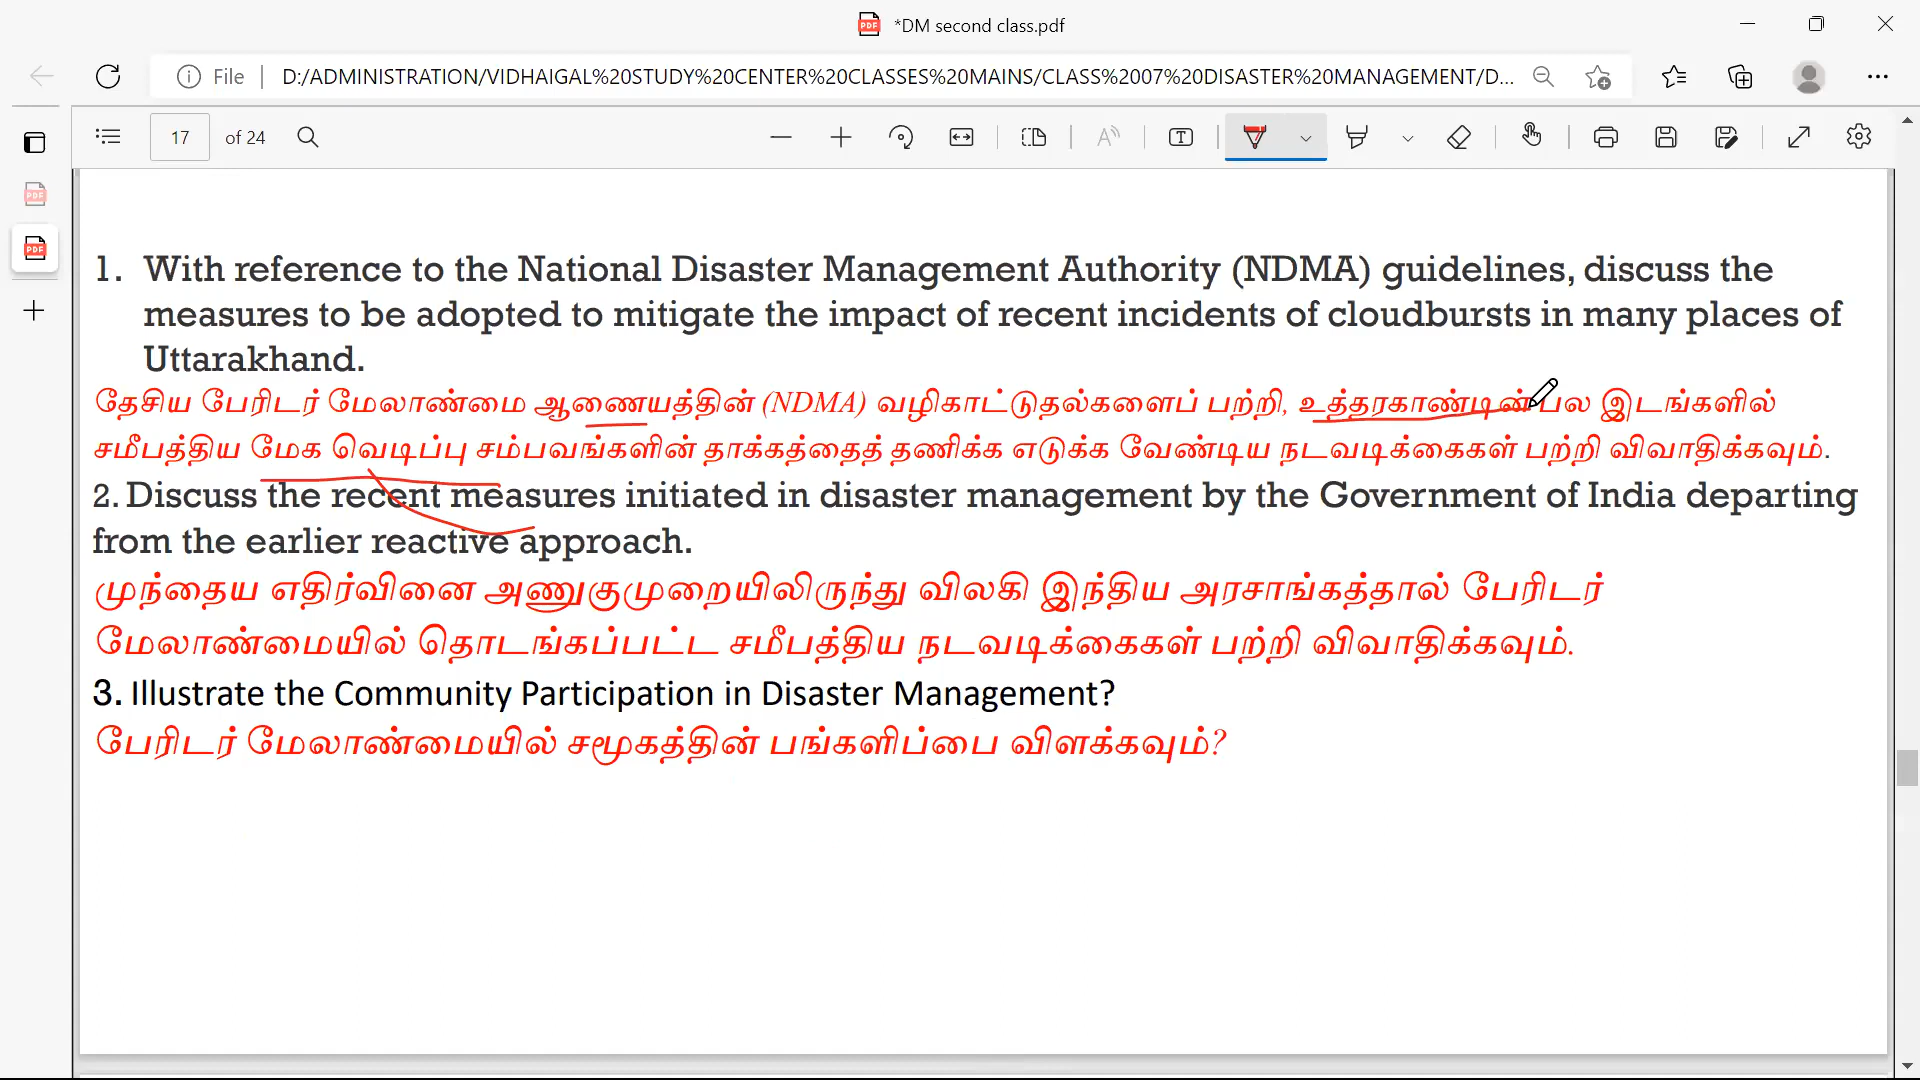 *DM second class.pdf
File D:/ADMINISTRATION/VIDHAIGAL%20STUDY%20CENTER%20CLASSES%20MAINS/CLASS%2007%20DISASTER%20MANAGEMENT/D...
17 of 24
1. With reference to the National Disaster Management Authority (NDMA) guidelines, discuss the
measures to be adopted to mitigate the impact of recent incidents of cloudbursts in many places of
Uttarakhand.
தேசிய பேரிடர் மேலாண்மை ஆணையத்தின் (NDMA) வழிகாட்டுதல்களைப் பற்றி, உத்தரகாண்டின் பல இடங்களில்
சமீபத்திய மேக வெடிப்பு சம்பவங்களின் தாக்கத்தைத் தணிக்க எடுக்க வேண்டிய நடவடிக்கைகள் பற்றி விவாதிக்கவும்.
2. Discuss the recent measures initiated in disaster management by the Government of India departing
from the earlier reactive approach.
முந்தைய எதிர்வினை அணுகுமுறையிலிருந்து விலகி இந்திய அரசாங்கத்தால் பேரிடர்
மேலாண்மையில் தொடங்கப்பட்ட சமீபத்திய நடவடிக்கைகள் பற்றி விவாதிக்கவும்.
3. Illustrate the Community Participation in Disaster Management?
பேரிடர் மேலாண்மையில் சமூகத்தின் பங்களிப்பை விளக்கவும்?